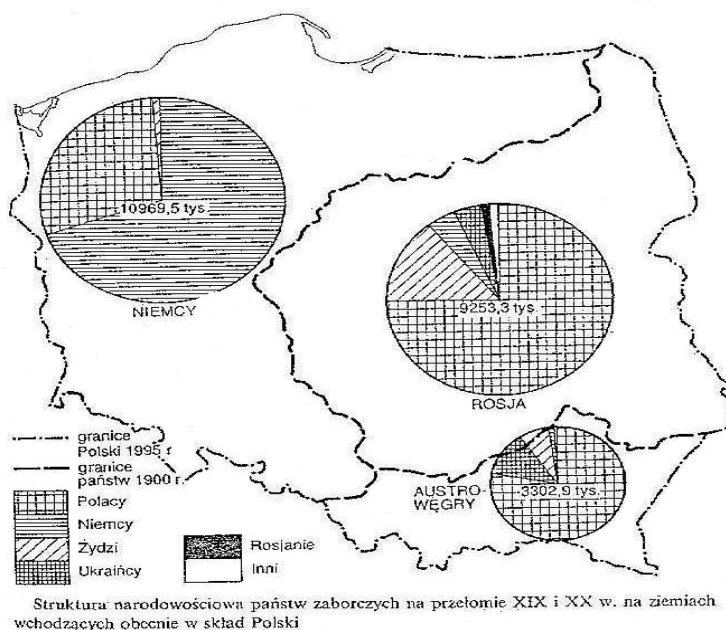 10969,5 tys.
NIEMCY
9253,3 tys.
ROSJA
AUSTRO-
WĘGRY
3302,9 tys.
granice
Polski 1995 r
granice
państw 1900 r.
Polacy
Niemcy
Żydzi
Ukraińcy
Rosjanie
Inni
Struktura narodowościowa państw zaborczych na przełomie XIX i XX w. na ziemiach
wchodzących obecnie w skład Polski